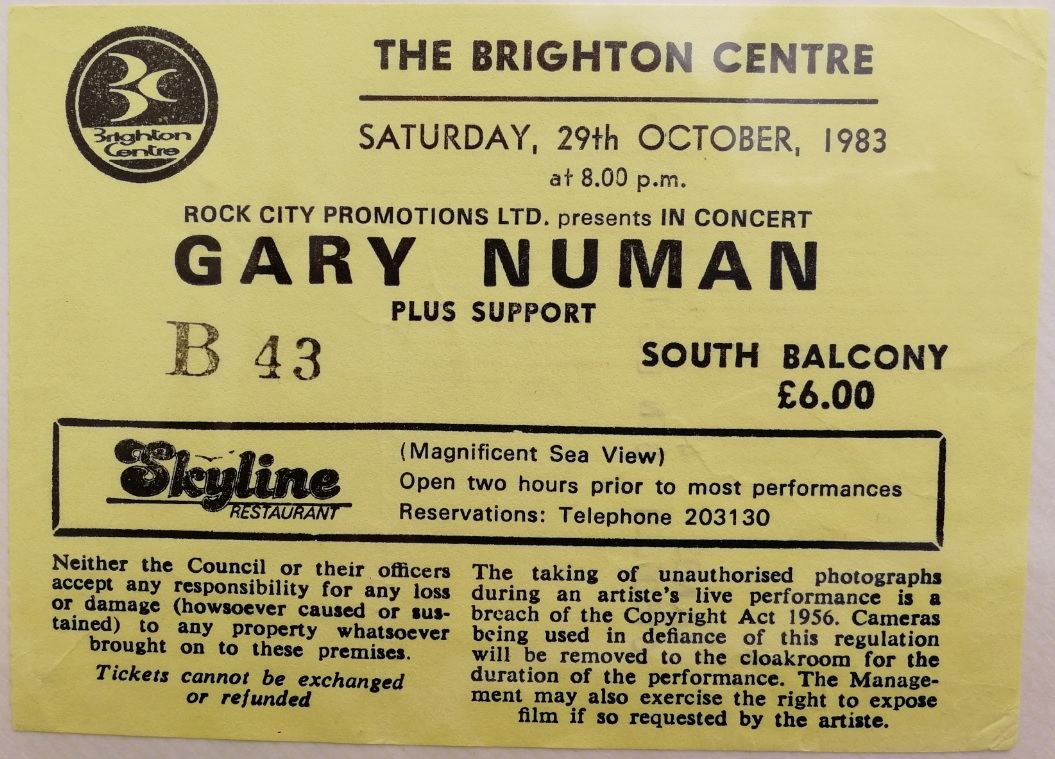 Brighton
Centre
THE BRIGHTON CENTRE
SATURDAY, 29th OCTOBER, 1983
at 8.00 p.m.
ROCK CITY PROMOTIONS LTD. presents IN CONCERT
GARY NUMAN
PLUS SUPPORT
B 43
SOUTH BALCONY
£6.00
Skyline
RESTAURANT
(Magnificent Sea View)
Open two hours prior to most performances
Reservations: Telephone 203130
Neither the Council or their officers
accept any responsibility for any loss
or damage (howsoever caused or sus-
tained) to any property whatsoever
brought on to these premises.
Tickets cannot be exchanged
or refunded
The taking of unauthorised photographs
during an artiste's live performance is a
breach of the Copyright Act 1956. Cameras
being used in defiance of this regulation
will be removed to the cloakroom for the
duration of the performance. The Manage-
ment may also exercise the right to expose
film if so requested by the artiste.